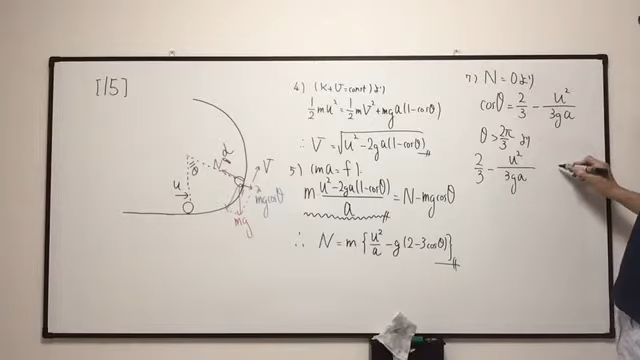 [15]
a
θ
N
V
u
mgcosθ
mg
4) (K+U=const)より
½mu²=½mV²+mga(1-cosθ)
∴ V=√u²-2ga(1-cosθ)
5) (ma=f).
m u²-2ga(1-cosθ)/a = N-mgcosθ
∴ N=m{u²/a -g(2-3cosθ)}
7) N=0より
cosθ=2/3 - u²/3ga
θ>2π/3 より
2/3 - u²/3ga